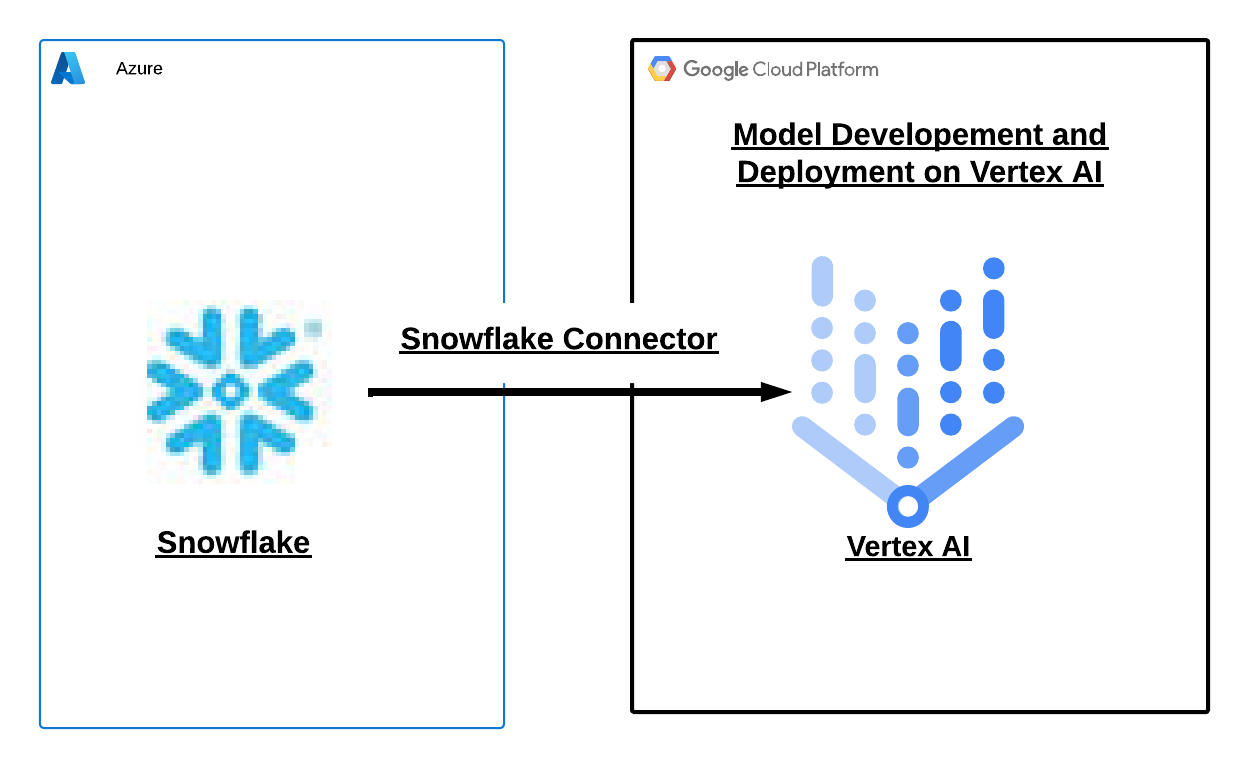 Azure
Google Cloud Platform
Model Developement and
Deployment on Vertex AI
Snowflake Connector
Snowflake
Vertex AI